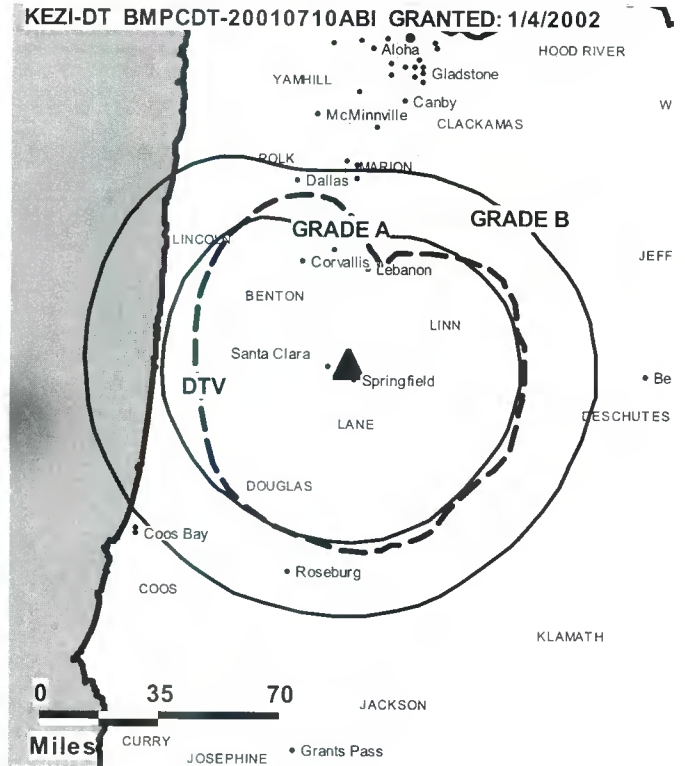 KEZI-DT BMPCDT-20010710ABI GRANTED: 1/4/2002
Aloha
HOOD RIVER
YAMHILL
Gladstone
Canby
McMinnville
CLACKAMAS
W
POLK
MARION
Dallas
GRADE B
GRADE A
LINCOLN
JEFF
Corvallis
Lebanon
BENTON
LINN
Santa Clara
DTV
Springfield
Be
DESCHUTES
LANE
DOUGLAS
Coos Bay
Roseburg
COOS
KLAMATH
0 35 70
JACKSON
Miles
CURRY
JOSEPHINE
Grants Pass